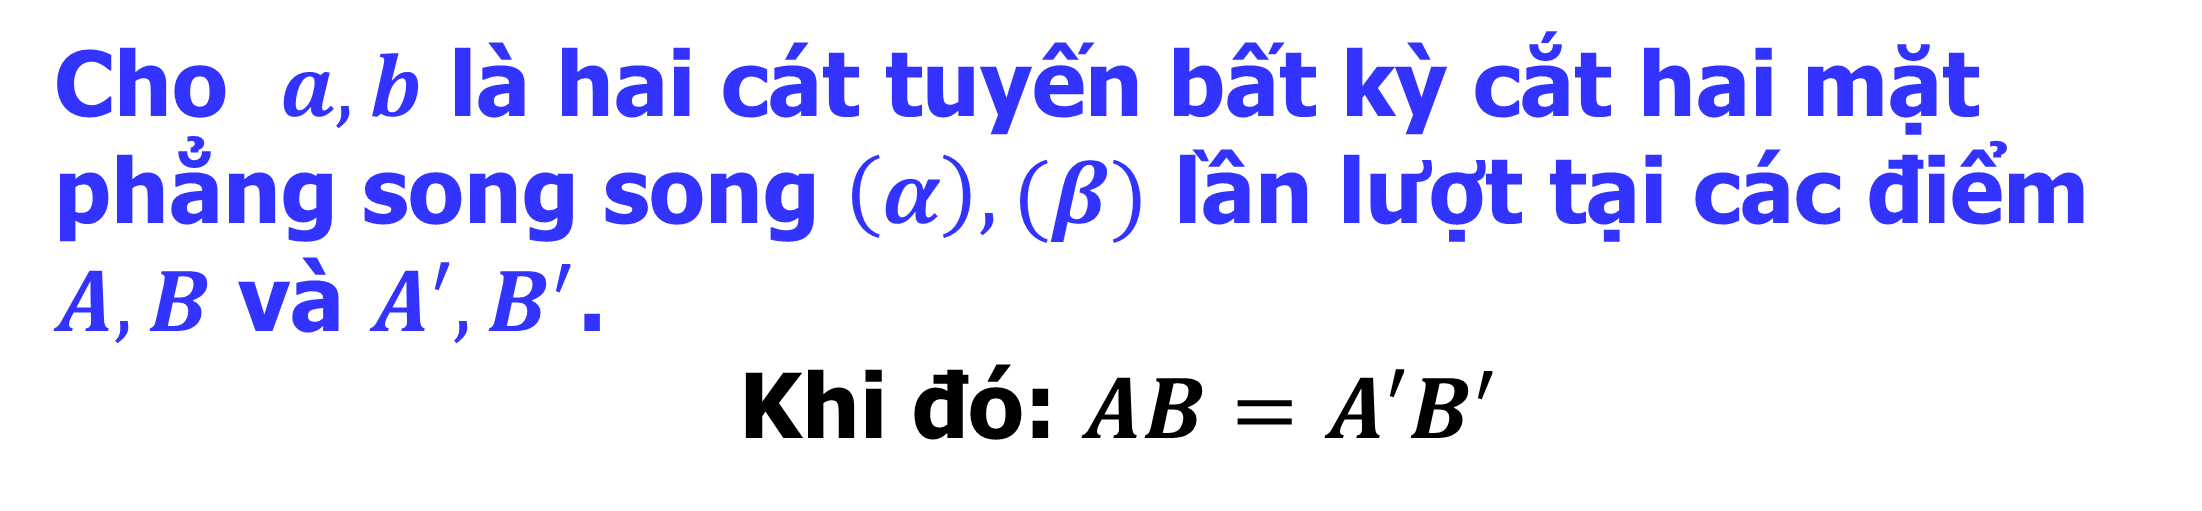 Cho a, b là hai cát tuyến bất kỳ cắt hai mặt
phẳng song song (α), (β) lần lượt tại các điểm
A, B và A′, B′.
Khi đó: AB = A′B′